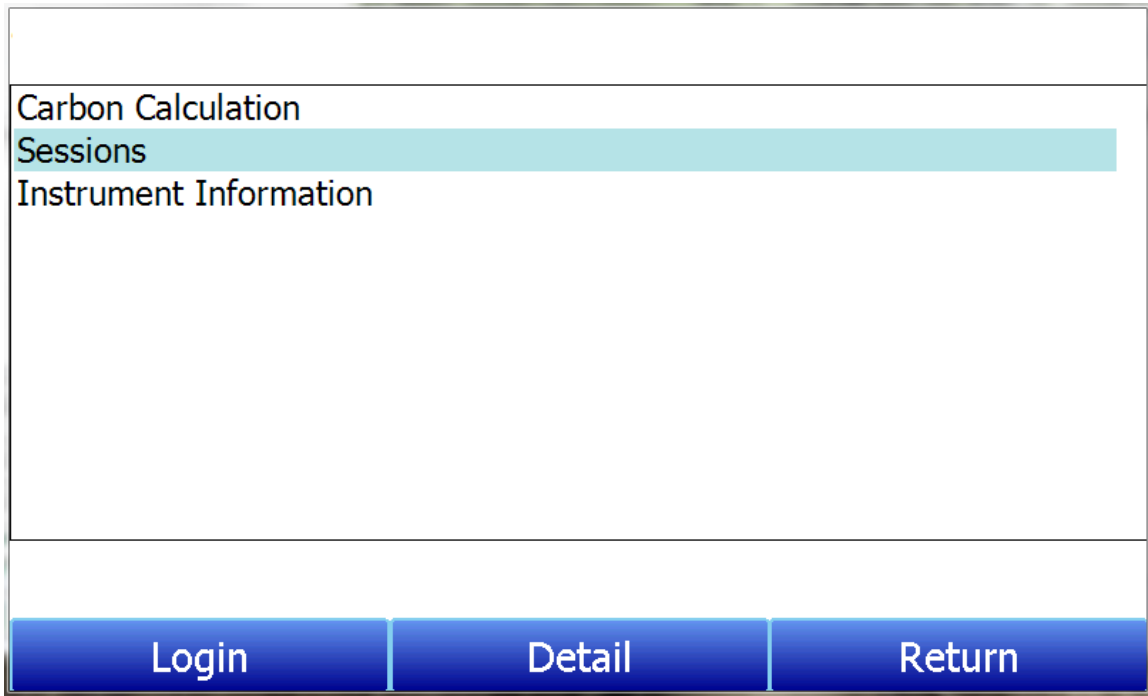 Carbon Calculation
Sessions
Instrument Information
Login Detail Return